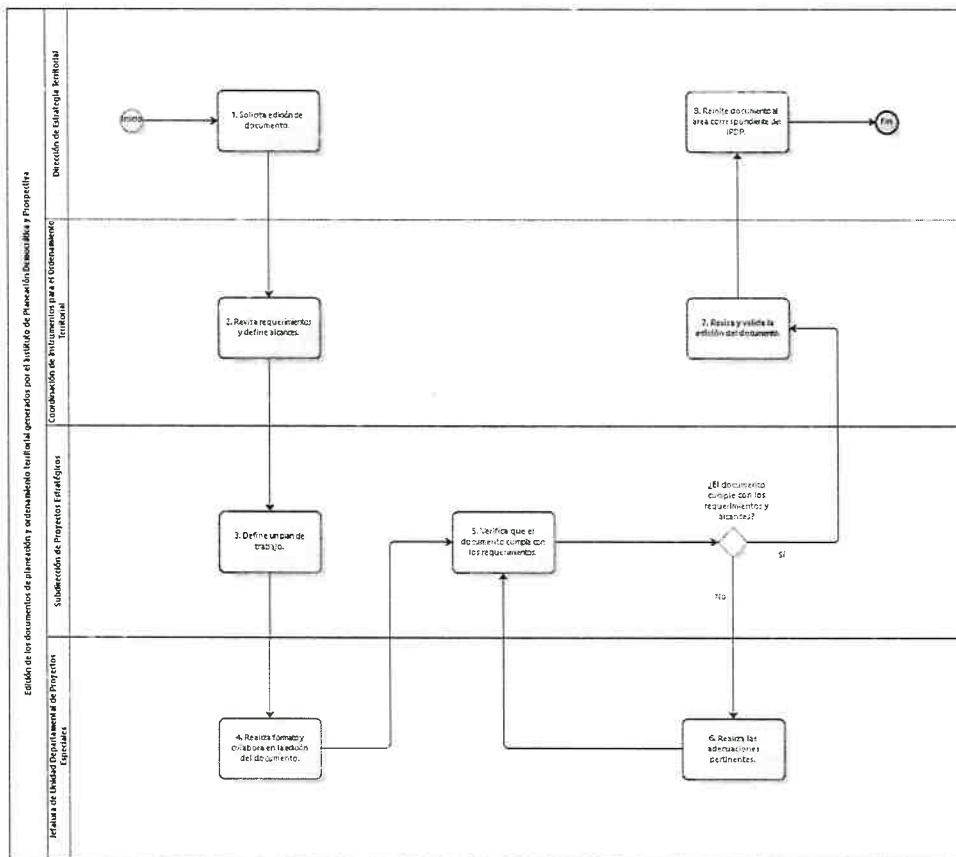 Edición de los documentos de planeación y ordenamiento territorial generados por el Instituto de Planeación Democrática y Prospectiva
Dirección de Estrategia Territorial
Inicio
1. Solicita edición de
documento.
8. Remite documento al
área correspondiente del
IPDP.
Fin
Coordinación de Instrumentos para el Ordenamiento
Territorial
2. Revisa requerimientos
y define alcances.
7. Revisa y valida la
edición del documento.
Subdirección de Proyectos Estratégicos
3. Define un pan de
trabajo.
5. Verifica que el
documento cumpla con
los requerimientos.
¿El documento
cumple con los
requerimientos y
alcances?
Sí
No
Jefatura de Unidad Departamental de Proyectos
Especiales
4. Realiza formato y
colabora en la edición
del documento.
6. Realiza las
adecuaciones
pertinentes.